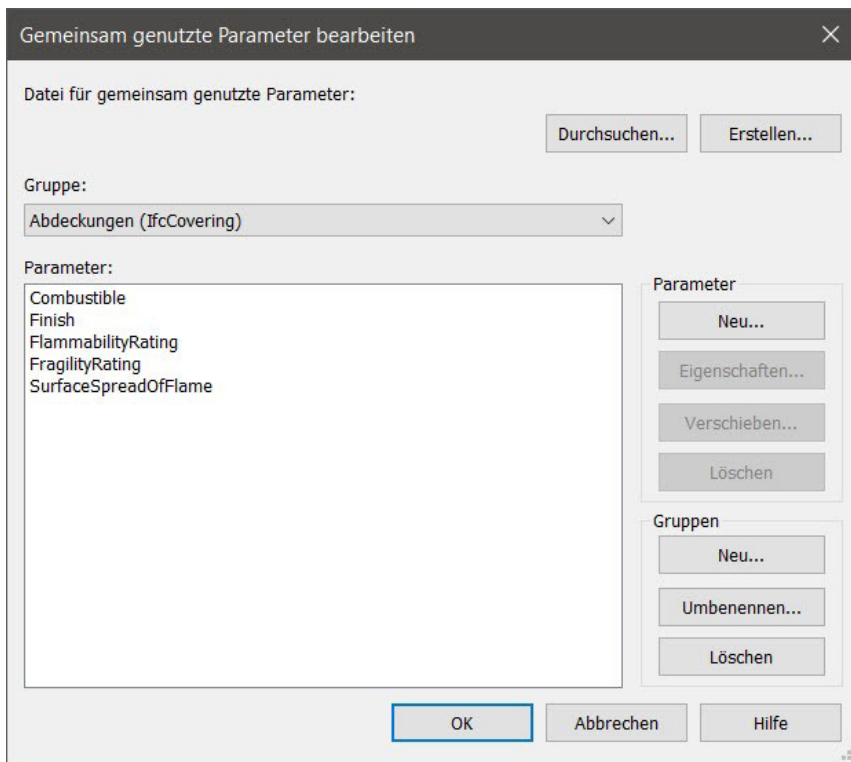 Gemeinsam genutzte Parameter bearbeiten
Datei für gemeinsam genutzte Parameter:
Durchsuchen...
Erstellen...
Gruppe:
Abdeckungen (IfcCovering)
Parameter:
Combustible
Finish
FlammabilityRating
FragilityRating
SurfaceSpreadOfFlame
Parameter
Neu...
Eigenschaften...
Verschieben...
Löschen
Gruppen
Neu...
Umbenennen...
Löschen
OK
Abbrechen
Hilfe